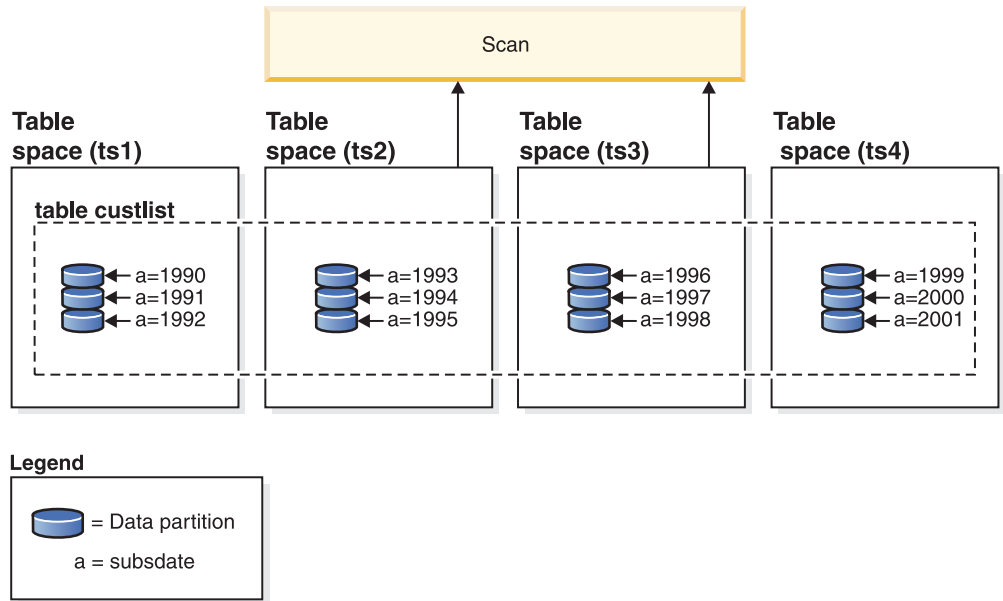 Scan
Table
space (ts1)
Table
space (ts2)
Table
space (ts3)
Table
space (ts4)
table custlist
a=1990
a=1991
a=1992
a=1993
a=1994
a=1995
a=1996
a=1997
a=1998
a=1999
a=2000
a=2001
Legend
= Data partition
a = subsdate